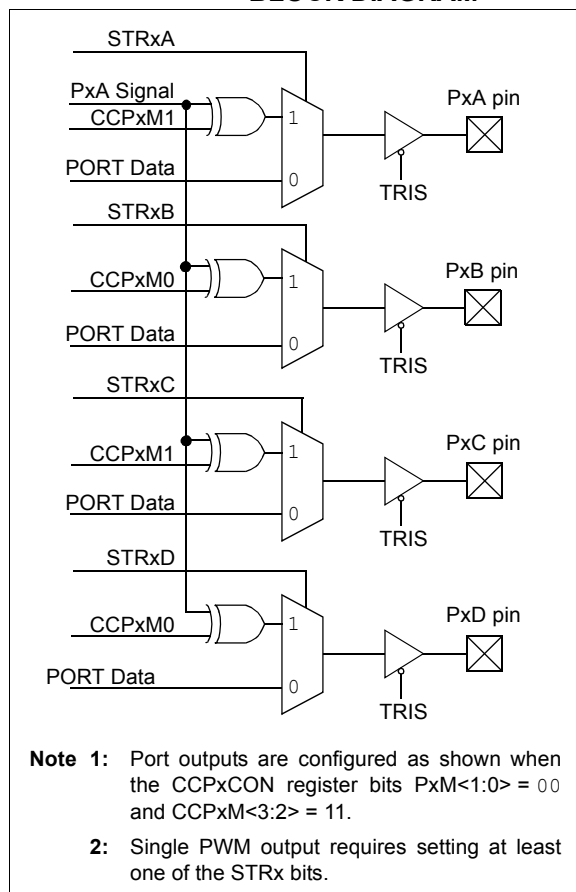 STRxA
PxA Signal
CCPxM1
1
PORT Data
0
TRIS
PxA pin
STRxB
CCPxM0
1
PORT Data
0
TRIS
PxB pin
STRxC
CCPxM1
1
PORT Data
0
TRIS
PxC pin
STRxD
CCPxM0
1
PORT Data
0
TRIS
PxD pin
Note 1: Port outputs are configured as shown when
the CCPxCON register bits PxM<1:0> = 00
and CCPxM<3:2> = 11.
2: Single PWM output requires setting at least
one of the STRx bits.